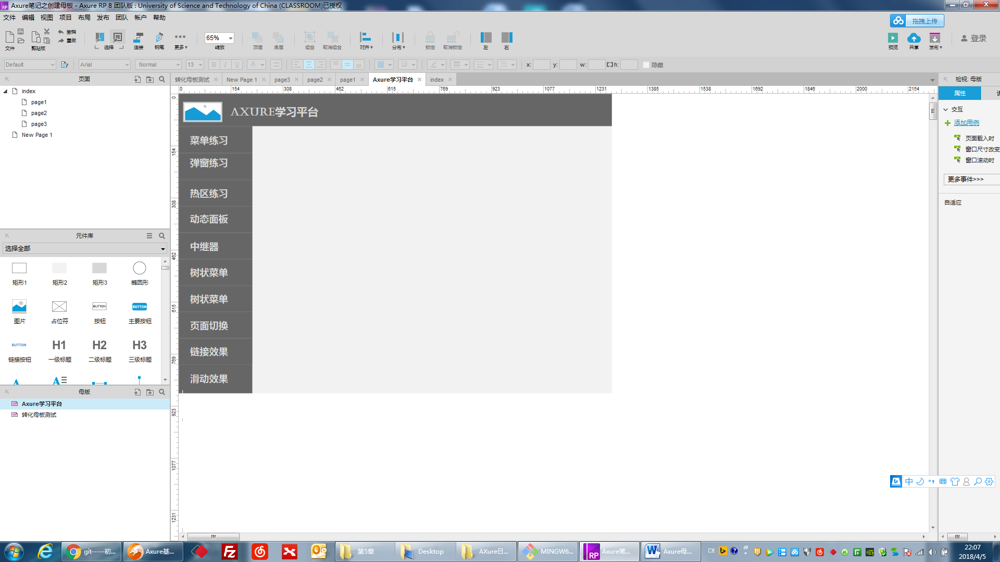 Axure笔记之创建母板 - Axure RP 8 团队版 : University of Science and Technology of China (CLASSROOM)已授权
文件 编辑 视图 项目 布局 发布 团队 帐户 帮助
拖拽上传
撤销
重做
文件 剪贴板 选择 连接 钢笔 更多 65% 缩放 顶层 底层 组合 取消组合 对齐 分布 锁定 取消锁定 左 右 预览 共享 发布 登录
Default Arial Normal 13 B I U A x: y: w: h: 隐藏
页面
index
page1
page2
page3
New Page 1
转化母板测试 New Page 1 page3 page2 page1 Axure学习平台 index
0 154 308 462 615 769 923 1077 1231 1385 1538 1692 1846 2000 2154
0 154 308 462 615 769 923 1077 1231
AXURE学习平台
菜单练习
弹窗练习
热区练习
动态面板
中继器
树状菜单
树状菜单
页面切换
链接效果
滑动效果
检视: 母版
属性
交互
添加用例
页面载入时
窗口尺寸改变
窗口滚动时
更多事件>>>
自适应
元件库
选择全部
矩形1 矩形2 矩形3 椭圆形
BUTTON BUTTON
图片 占位符 按钮 主要按钮
BUTTON H1 H2 H3
链接按钮 一级标题 二级标题 三级标题
母版
Axure学习平台
转化母板测试
中
git-----初... Axure基... 第5章 Desktop AXure日... MINGW6... Axure笔... Axure母... CH 22:07
2018/4/5